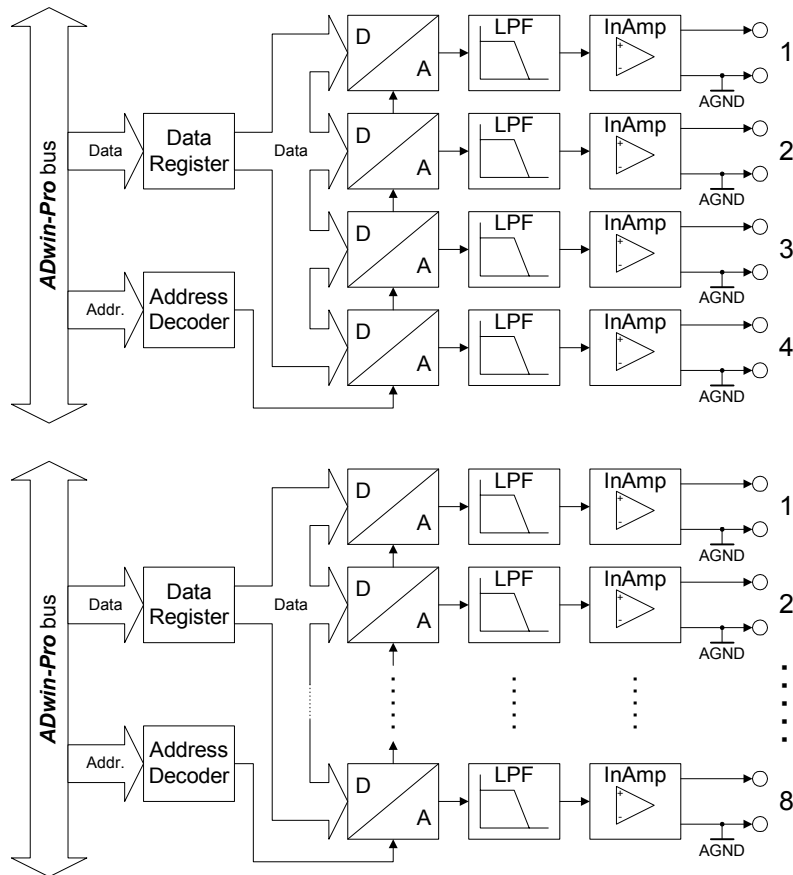 ADwin-Pro bus
Data
Data
Register
Data
Addr.
Address
Decoder
D
A
LPF
InAmp
+
-
AGND
1
D
A
LPF
InAmp
+
-
AGND
2
D
A
LPF
InAmp
+
-
AGND
3
D
A
LPF
InAmp
+
-
AGND
4
ADwin-Pro bus
Data
Data
Register
Data
Addr.
Address
Decoder
D
A
LPF
InAmp
+
-
AGND
1
D
A
LPF
InAmp
+
-
AGND
2
D
A
LPF
InAmp
+
-
AGND
8